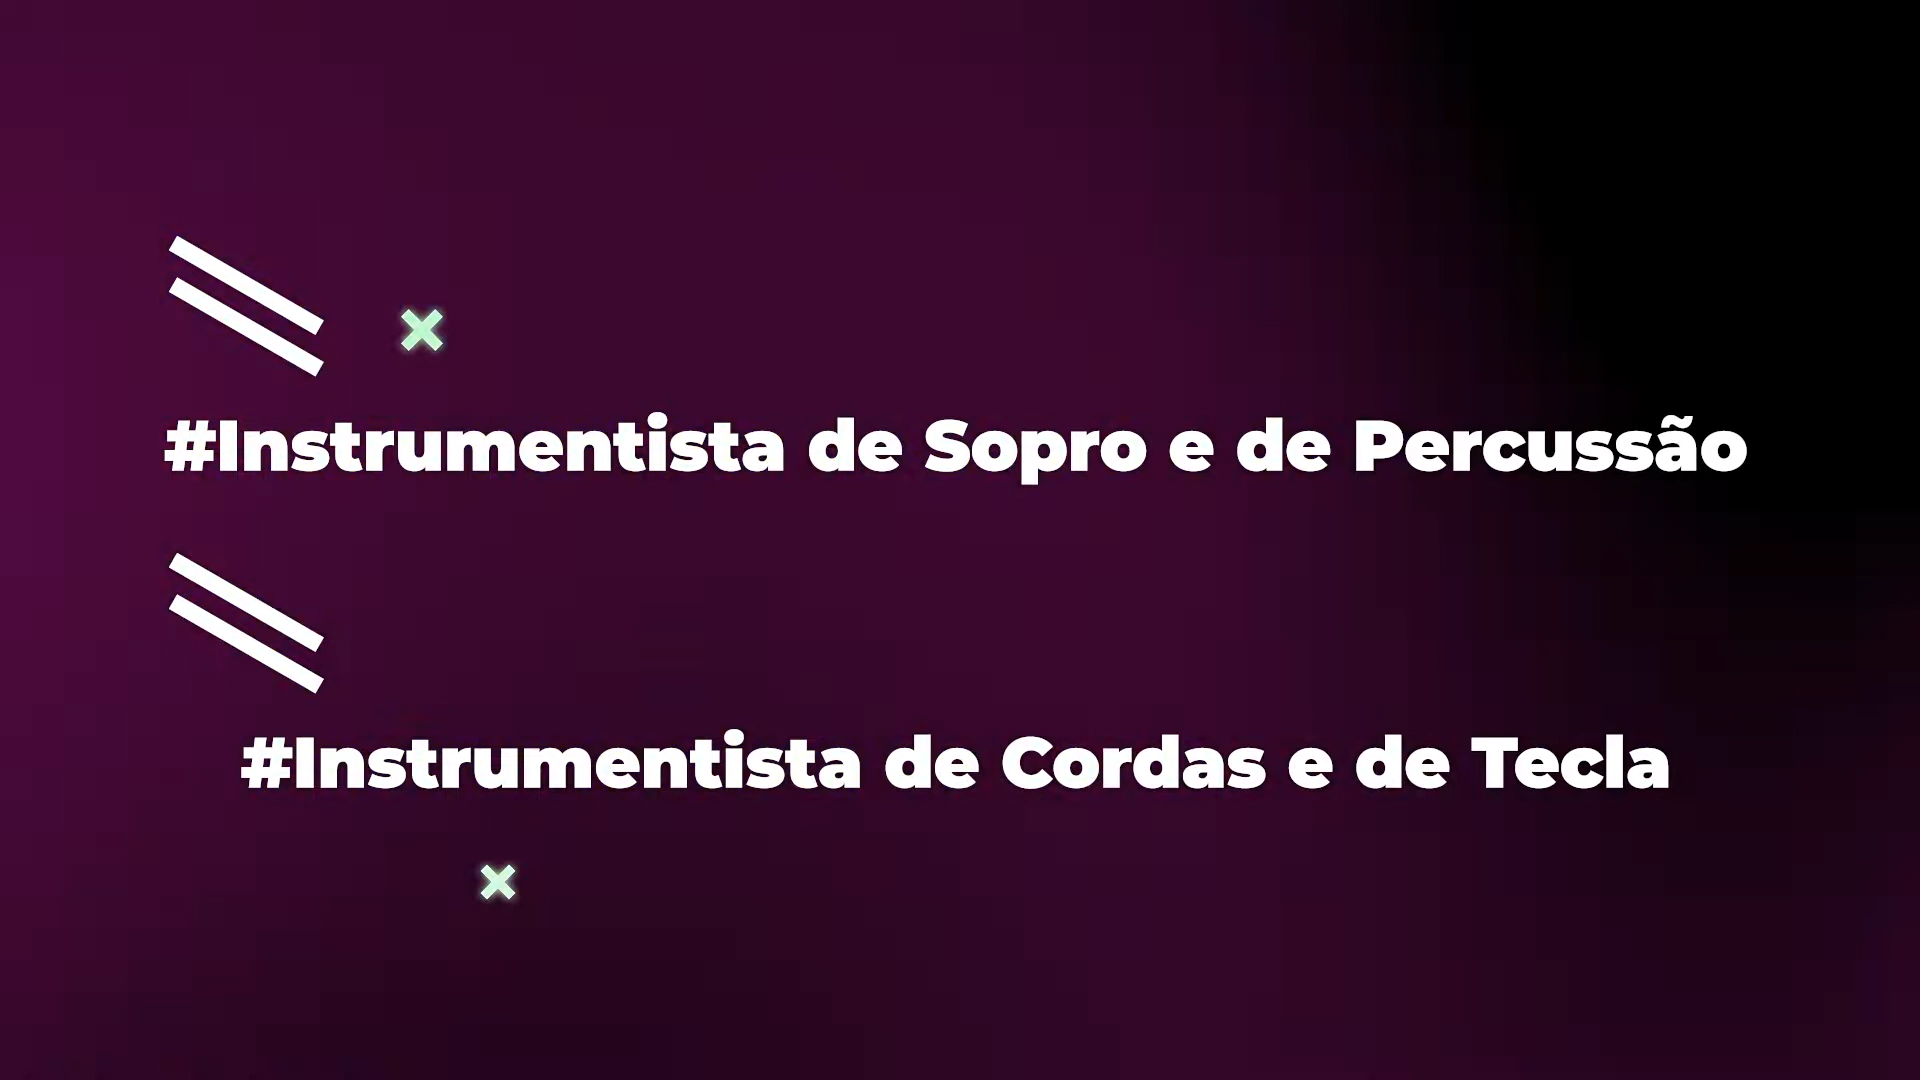 #Instrumentista de Sopro e de Percussão
#Instrumentista de Cordas e de Tecla